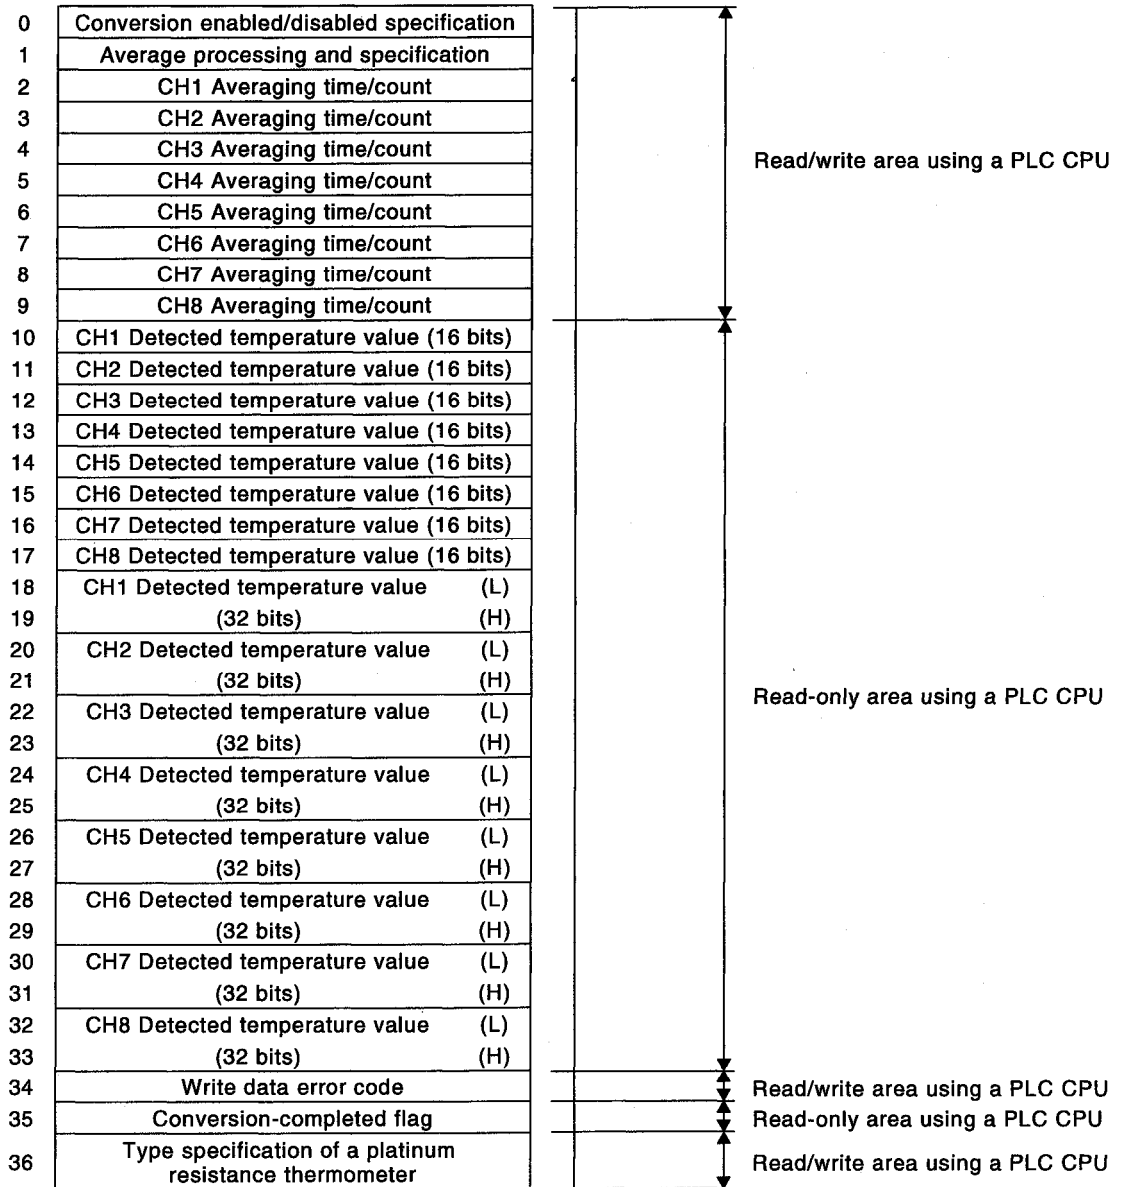 0 Conversion enabled/disabled specification
1 Average processing and specification
2 CH1 Averaging time/count
3 CH2 Averaging time/count
4 CH3 Averaging time/count
Read/write area using a PLC CPU
5 CH4 Averaging time/count
6 CH5 Averaging time/count
7 CH6 Averaging time/count
8 CH7 Averaging time/count
9 CH8 Averaging time/count
10 CH1 Detected temperature value (16 bits)
11 CH2 Detected temperature value (16 bits)
12 CH3 Detected temperature value (16 bits)
13 CH4 Detected temperature value (16 bits)
14 CH5 Detected temperature value (16 bits)
15 CH6 Detected temperature value (16 bits)
16 CH7 Detected temperature value (16 bits)
17 CH8 Detected temperature value (16 bits)
18 CH1 Detected temperature value (L)
19 (32 bits) (H)
20 CH2 Detected temperature value (L)
21 (32 bits) (H)
Read-only area using a PLC CPU
22 CH3 Detected temperature value (L)
23 (32 bits) (H)
24 CH4 Detected temperature value (L)
25 (32 bits) (H)
26 CH5 Detected temperature value (L)
27 (32 bits) (H)
28 CH6 Detected temperature value (L)
29 (32 bits) (H)
30 CH7 Detected temperature value (L)
31 (32 bits) (H)
32 CH8 Detected temperature value (L)
33 (32 bits) (H)
34 Write data error code Read/write area using a PLC CPU
35 Conversion-completed flag Read-only area using a PLC CPU
36 Type specification of a platinum
resistance thermometer Read/write area using a PLC CPU